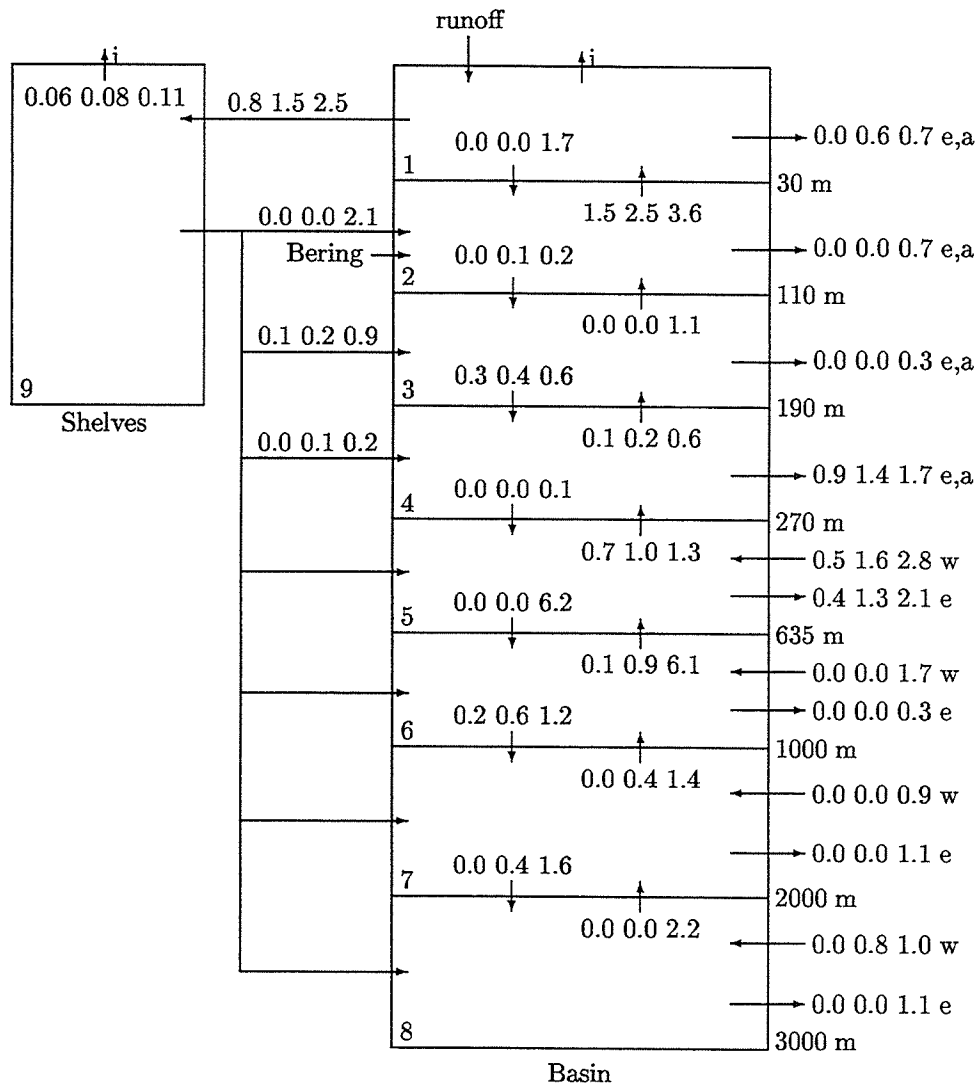 runoff
i
i
0.06 0.08 0.11
0.8 1.5 2.5
0.0 0.0 1.7
0.0 0.6 0.7 e,a
1
30 m
1.5 2.5 3.6
0.0 0.0 2.1
Bering
0.0 0.1 0.2
0.0 0.0 0.7 e,a
2
110 m
0.0 0.0 1.1
0.1 0.2 0.9
0.3 0.4 0.6
0.0 0.0 0.3 e,a
9
3
190 m
Shelves
0.1 0.2 0.6
0.0 0.1 0.2
0.0 0.0 0.1
0.9 1.4 1.7 e,a
4
270 m
0.7 1.0 1.3
0.5 1.6 2.8 w
0.0 0.0 6.2
0.4 1.3 2.1 e
5
635 m
0.1 0.9 6.1
0.0 0.0 1.7 w
0.2 0.6 1.2
0.0 0.0 0.3 e
6
1000 m
0.0 0.4 1.4
0.0 0.0 0.9 w
0.0 0.4 1.6
0.0 0.0 1.1 e
7
2000 m
0.0 0.0 2.2
0.0 0.8 1.0 w
0.0 0.0 1.1 e
8
3000 m
Basin